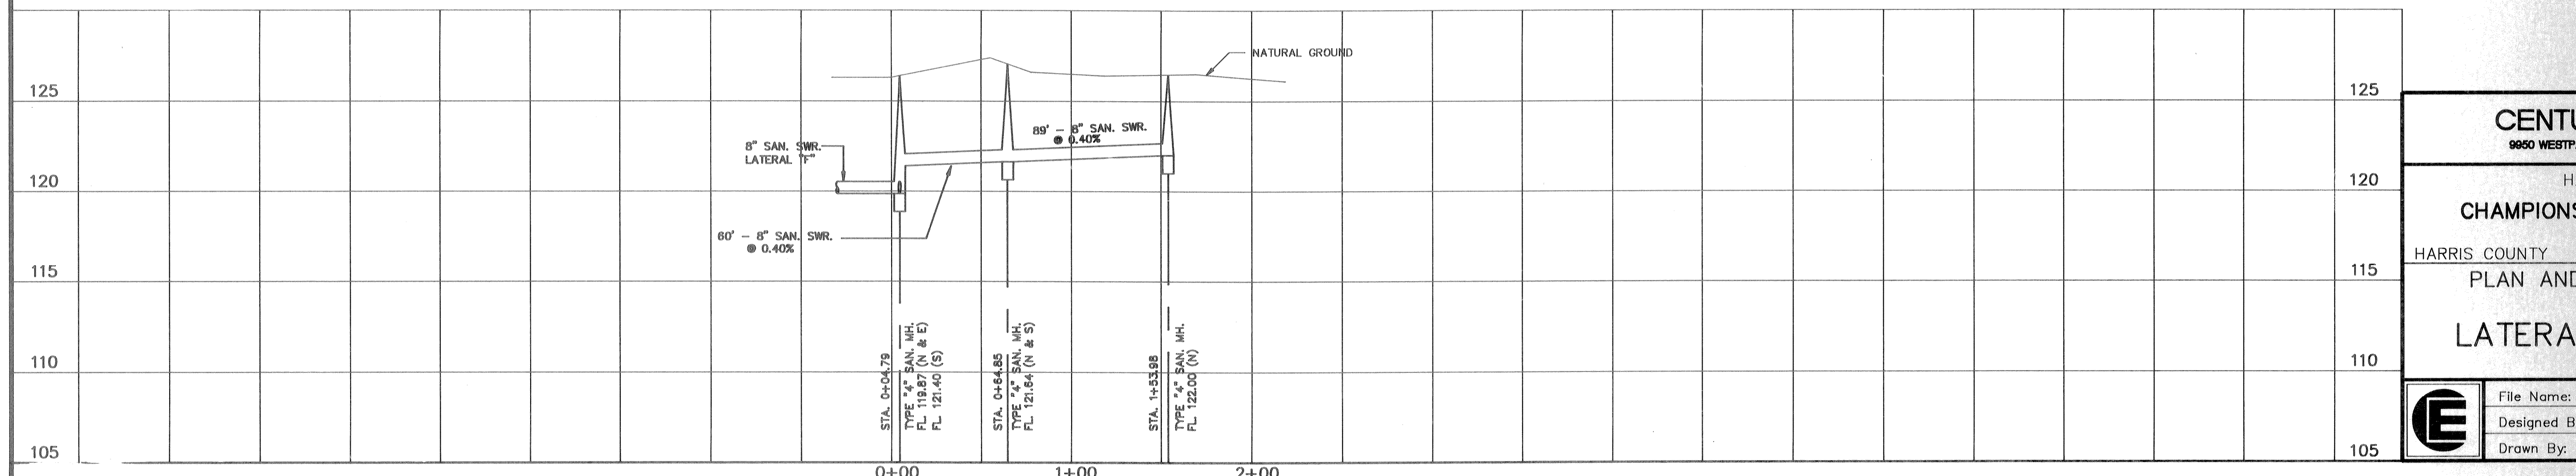 NATURAL GROUND
125
125
89' – 8" SAN. SWR.
@ 0.40%
8" SAN. SWR.
LATERAL "F"
120
120
60' – 8" SAN. SWR.
@ 0.40%
115
115
110
110
105
105
STA. 0+04.79
TYPE "4" SAN. MH.
FL 119.87 (N & E)
FL 121.40 (S)
STA. 0+64.85
TYPE "4" SAN. MH.
FL 121.64 (N & S)
STA. 1+53.98
TYPE "4" SAN. MH.
FL 122.00 (N)
0+00
1+00
2+00
CENTU
9950 WESTP
H
CHAMPIONS
HARRIS COUNTY
PLAN AND
LATERA
E
File Name:
Designed B
Drawn By: